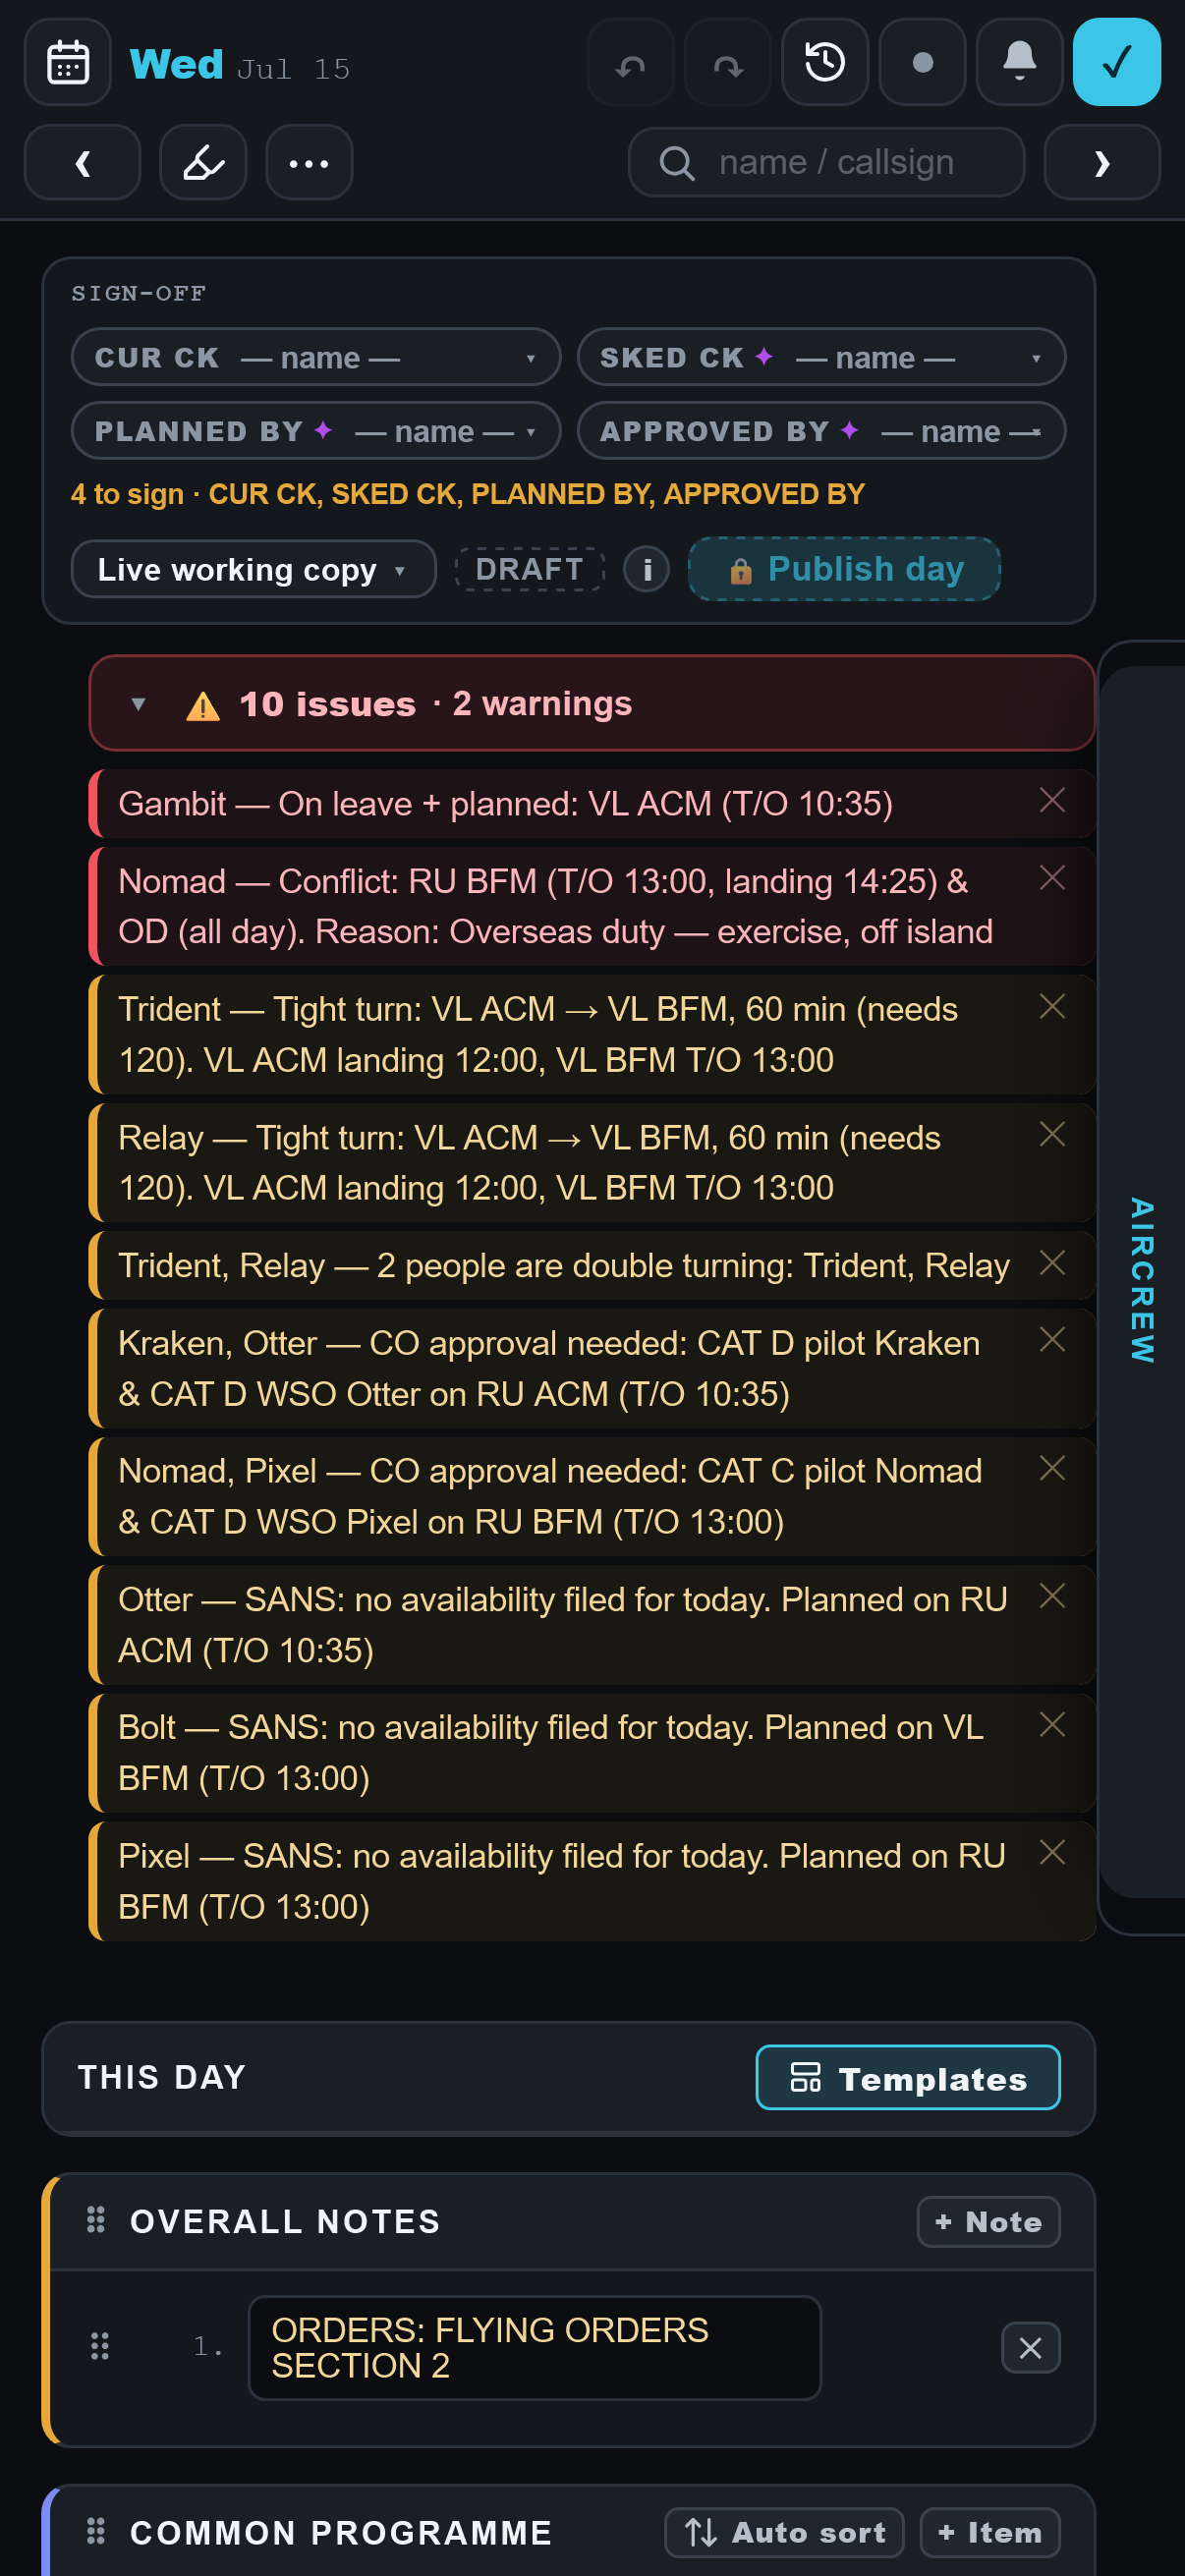 Wed Jul 15
name / callsign
SIGN-OFF
CUR CK — name —
SKED CK ✦ — name —
PLANNED BY ✦ — name —
APPROVED BY ✦ — name —
4 to sign · CUR CK, SKED CK, PLANNED BY, APPROVED BY
Live working copy
DRAFT
i
Publish day
10 issues · 2 warnings
Gambit — On leave + planned: VL ACM (T/O 10:35)
Nomad — Conflict: RU BFM (T/O 13:00, landing 14:25) &
OD (all day). Reason: Overseas duty — exercise, off island
Trident — Tight turn: VL ACM → VL BFM, 60 min (needs
120). VL ACM landing 12:00, VL BFM T/O 13:00
Relay — Tight turn: VL ACM → VL BFM, 60 min (needs
120). VL ACM landing 12:00, VL BFM T/O 13:00
Trident, Relay — 2 people are double turning: Trident, Relay
Kraken, Otter — CO approval needed: CAT D pilot Kraken
& CAT D WSO Otter on RU ACM (T/O 10:35)
Nomad, Pixel — CO approval needed: CAT C pilot Nomad
& CAT D WSO Pixel on RU BFM (T/O 13:00)
Otter — SANS: no availability filed for today. Planned on RU
ACM (T/O 10:35)
Bolt — SANS: no availability filed for today. Planned on VL
BFM (T/O 13:00)
Pixel — SANS: no availability filed for today. Planned on RU
BFM (T/O 13:00)
AIRCREW
THIS DAY
Templates
OVERALL NOTES
+ Note
1.
ORDERS: FLYING ORDERS
SECTION 2
COMMON PROGRAMME
Auto sort
+ Item